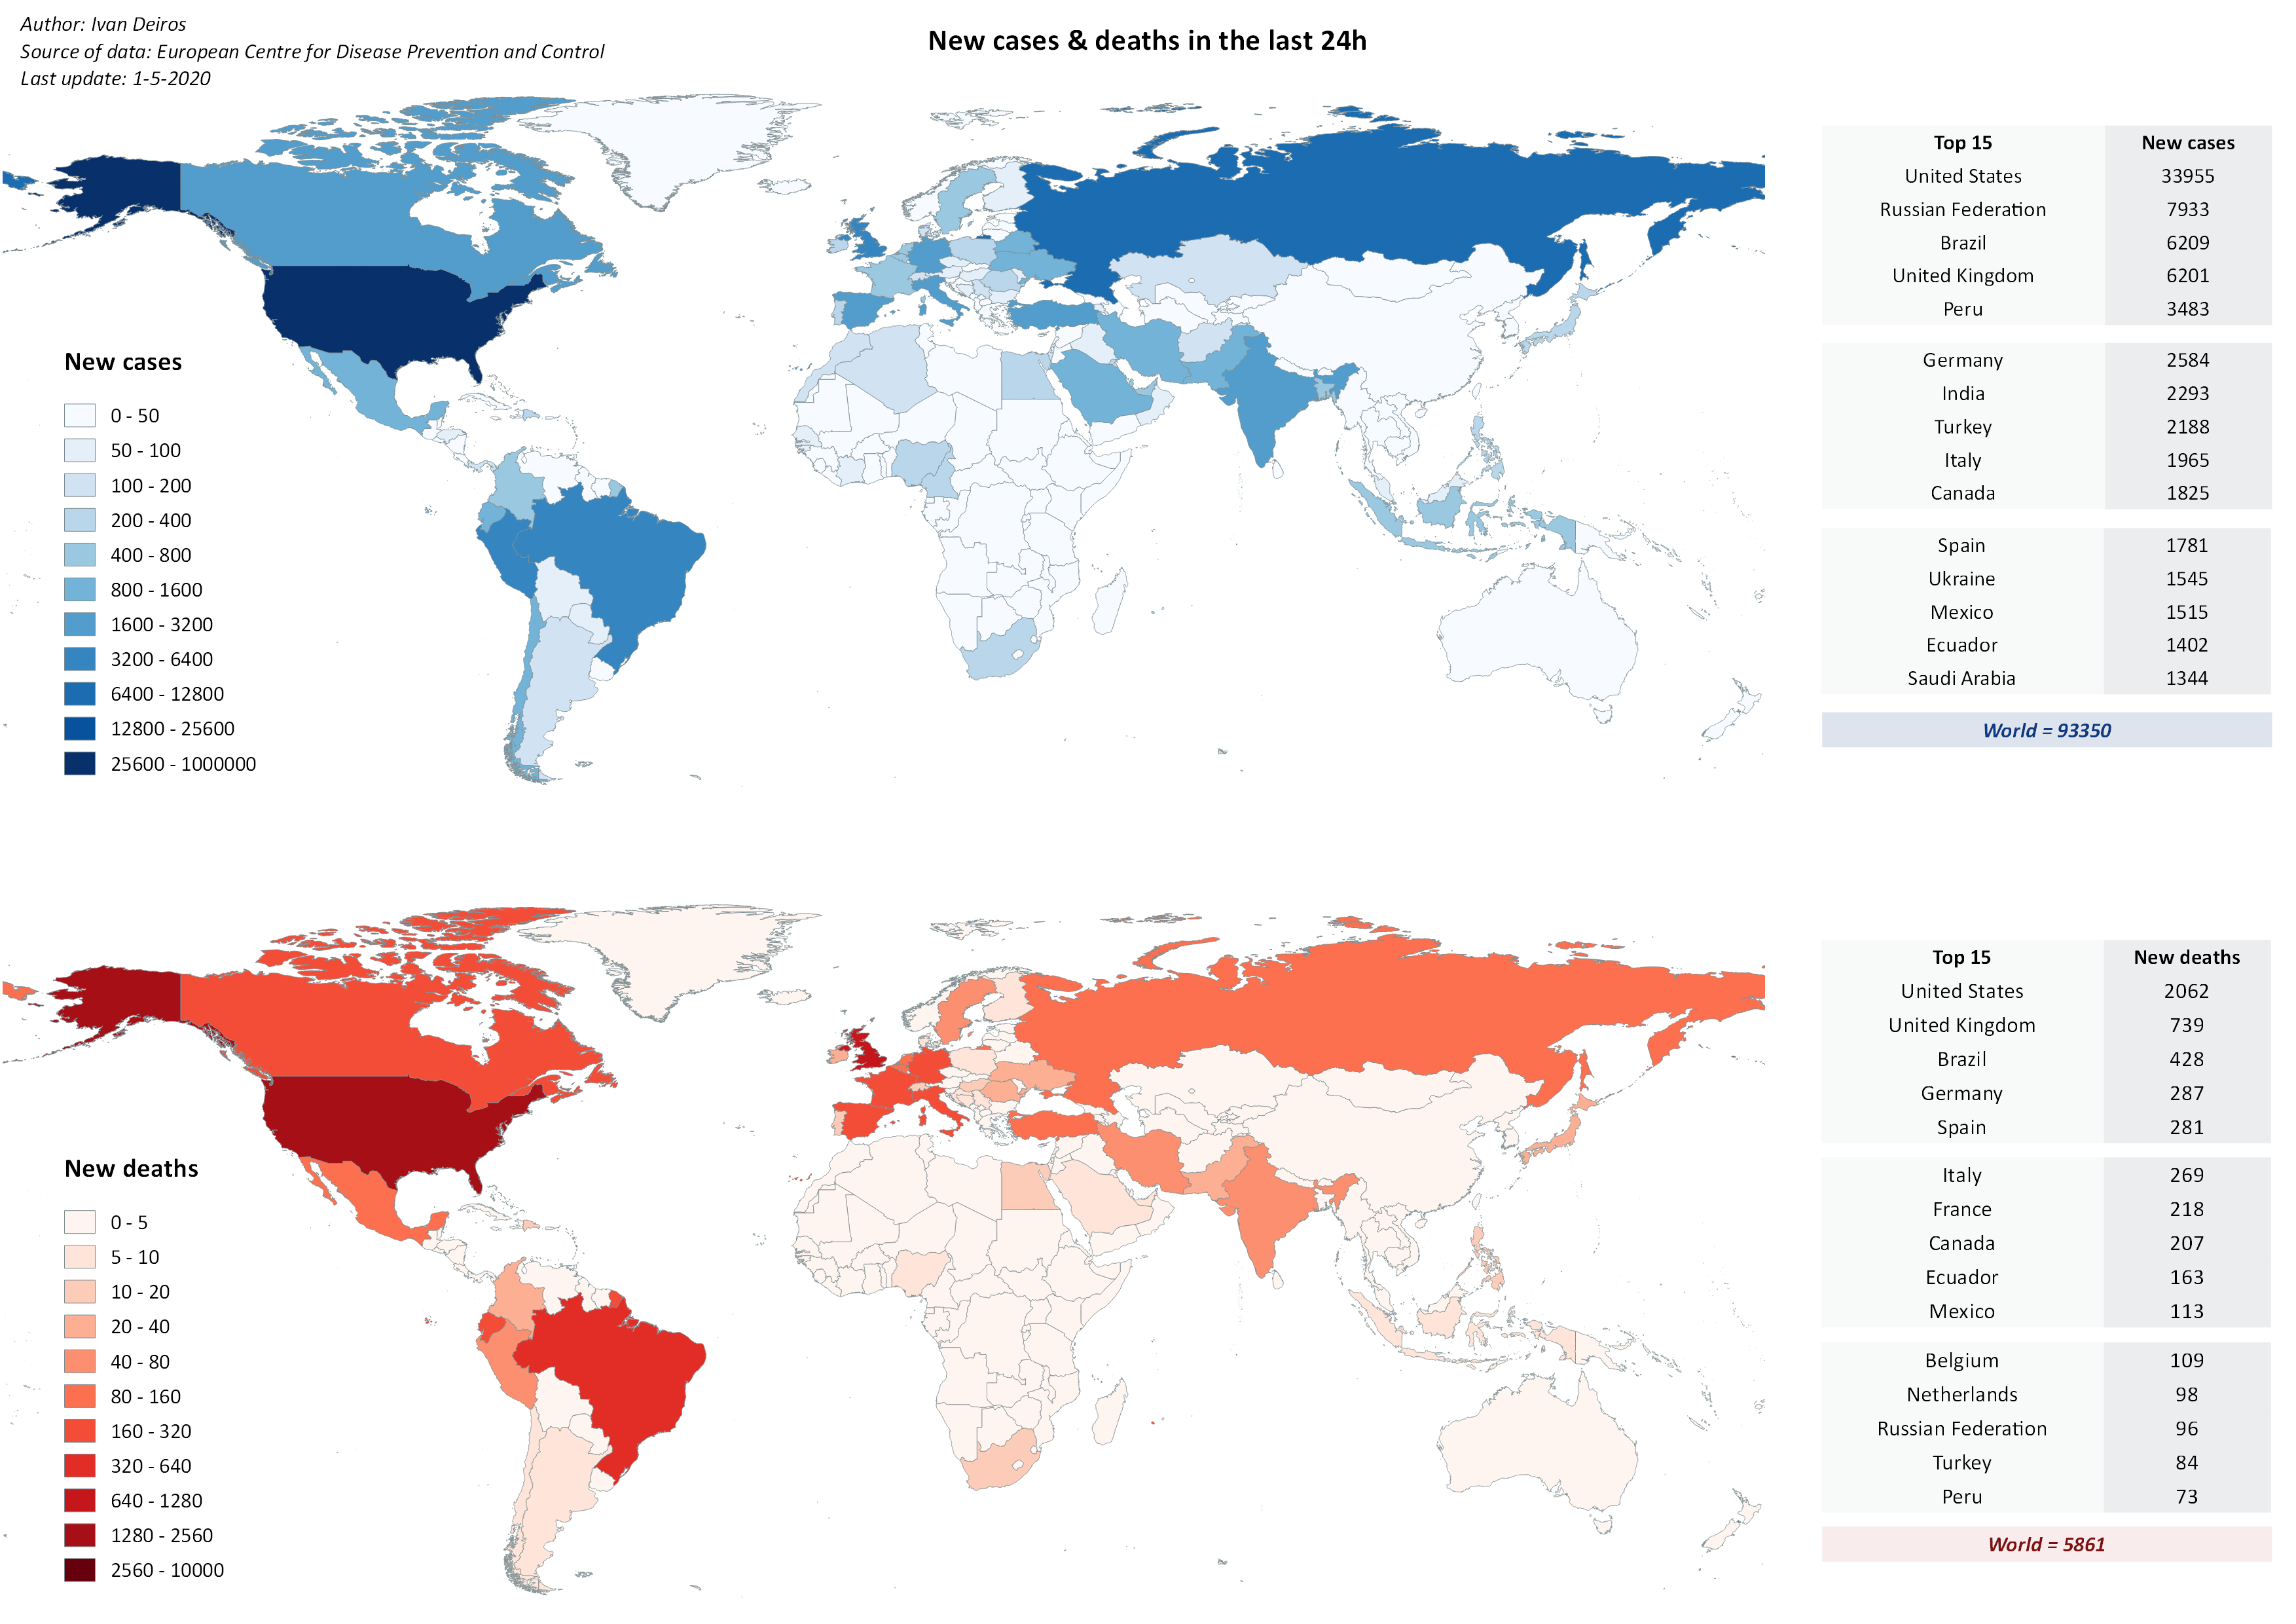 Author: Ivan Deiros
Source of data: European Centre for Disease Prevention and Control
Last update: 1-5-2020
New cases & deaths in the last 24h
New cases
0 - 50
50 - 100
100 - 200
200 - 400
400 - 800
800 - 1600
1600 - 3200
3200 - 6400
6400 - 12800
12800 - 25600
25600 - 1000000
Top 15 New cases
United States 33955
Russian Federation 7933
Brazil 6209
United Kingdom 6201
Peru 3483
Germany 2584
India 2293
Turkey 2188
Italy 1965
Canada 1825
Spain 1781
Ukraine 1545
Mexico 1515
Ecuador 1402
Saudi Arabia 1344
World = 93350
New deaths
0 - 5
5 - 10
10 - 20
20 - 40
40 - 80
80 - 160
160 - 320
320 - 640
640 - 1280
1280 - 2560
2560 - 10000
Top 15 New deaths
United States 2062
United Kingdom 739
Brazil 428
Germany 287
Spain 281
Italy 269
France 218
Canada 207
Ecuador 163
Mexico 113
Belgium 109
Netherlands 98
Russian Federation 96
Turkey 84
Peru 73
World = 5861